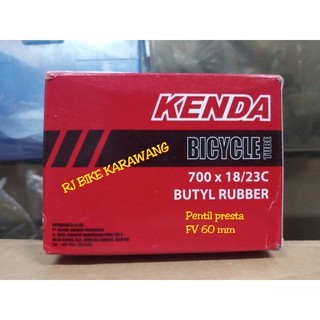 KENDA
BICYCLE TUBE
RJ BIKE KARAWANG
700 x 18/23C
BUTYL RUBBER
Pentil presta
FV 60 mm